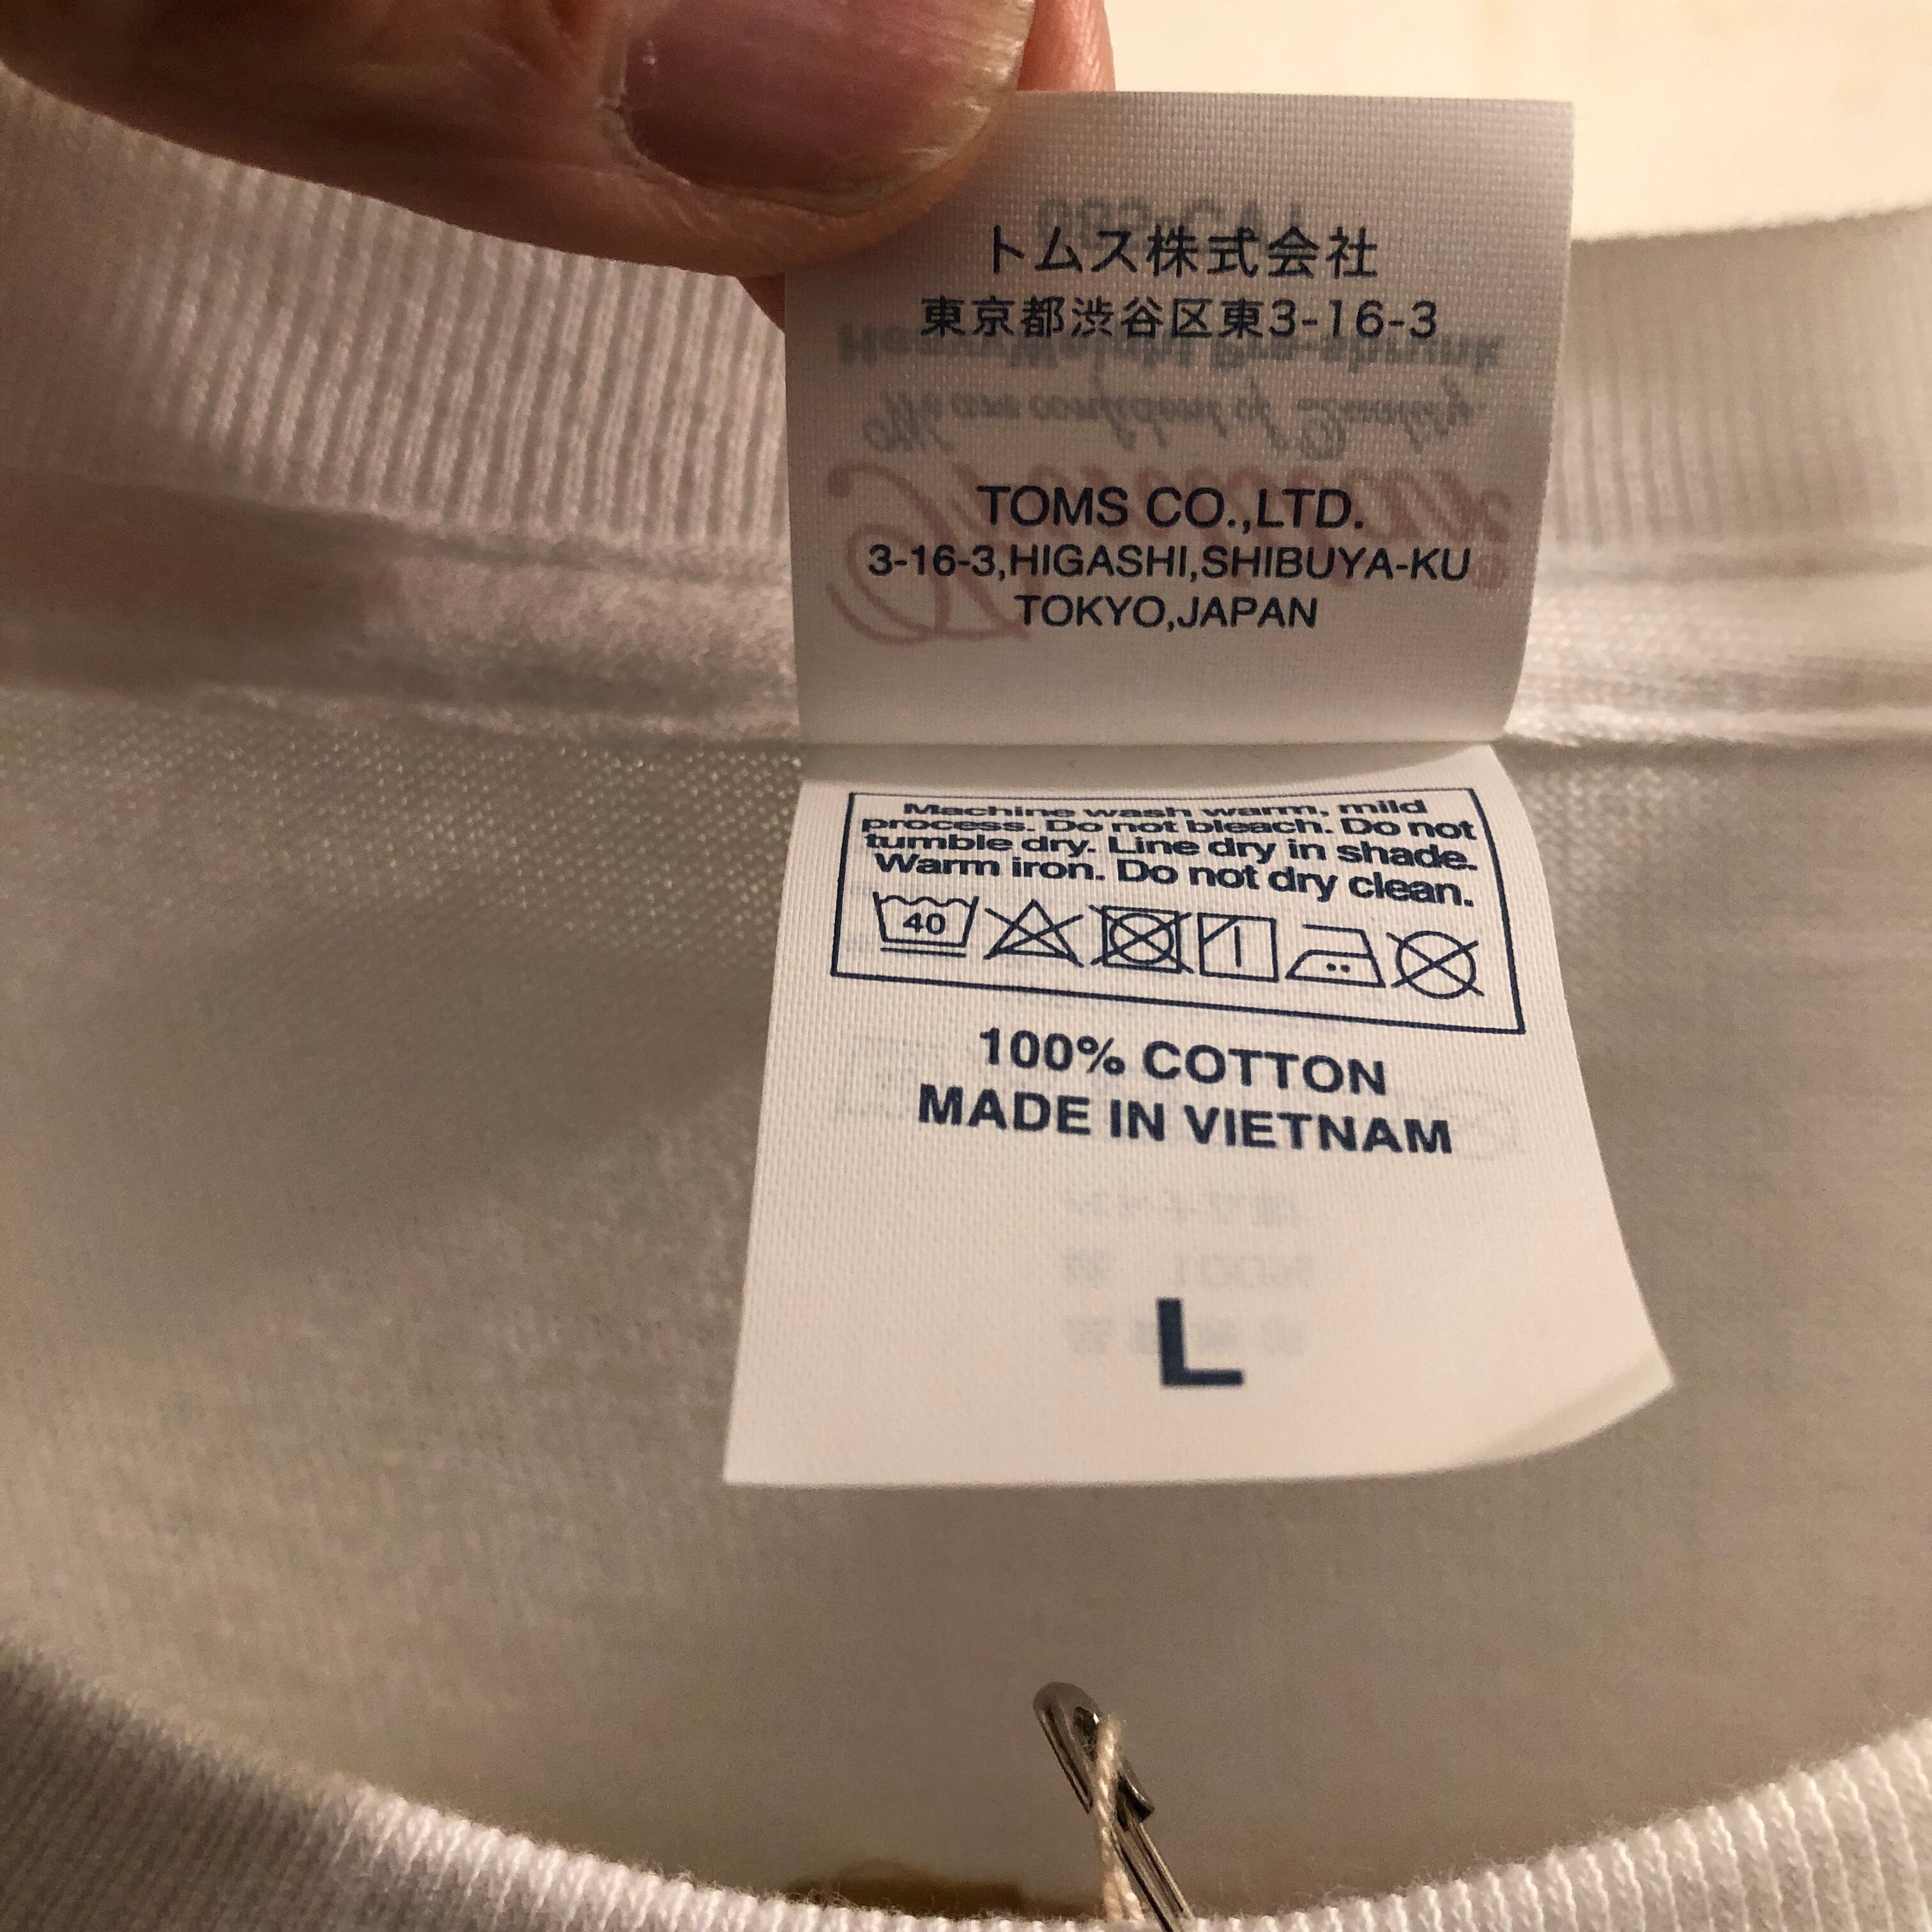 トムス株式会社
東京都渋谷区東3-16-3
TOMS CO.,LTD.
3-16-3,HIGASHI,SHIBUYA-KU
TOKYO,JAPAN
Machine wash warm, mild
process. Do not bleach. Do not
tumble dry. Line dry in shade.
Warm iron. Do not dry clean.
40
100% COTTON
MADE IN VIETNAM
L